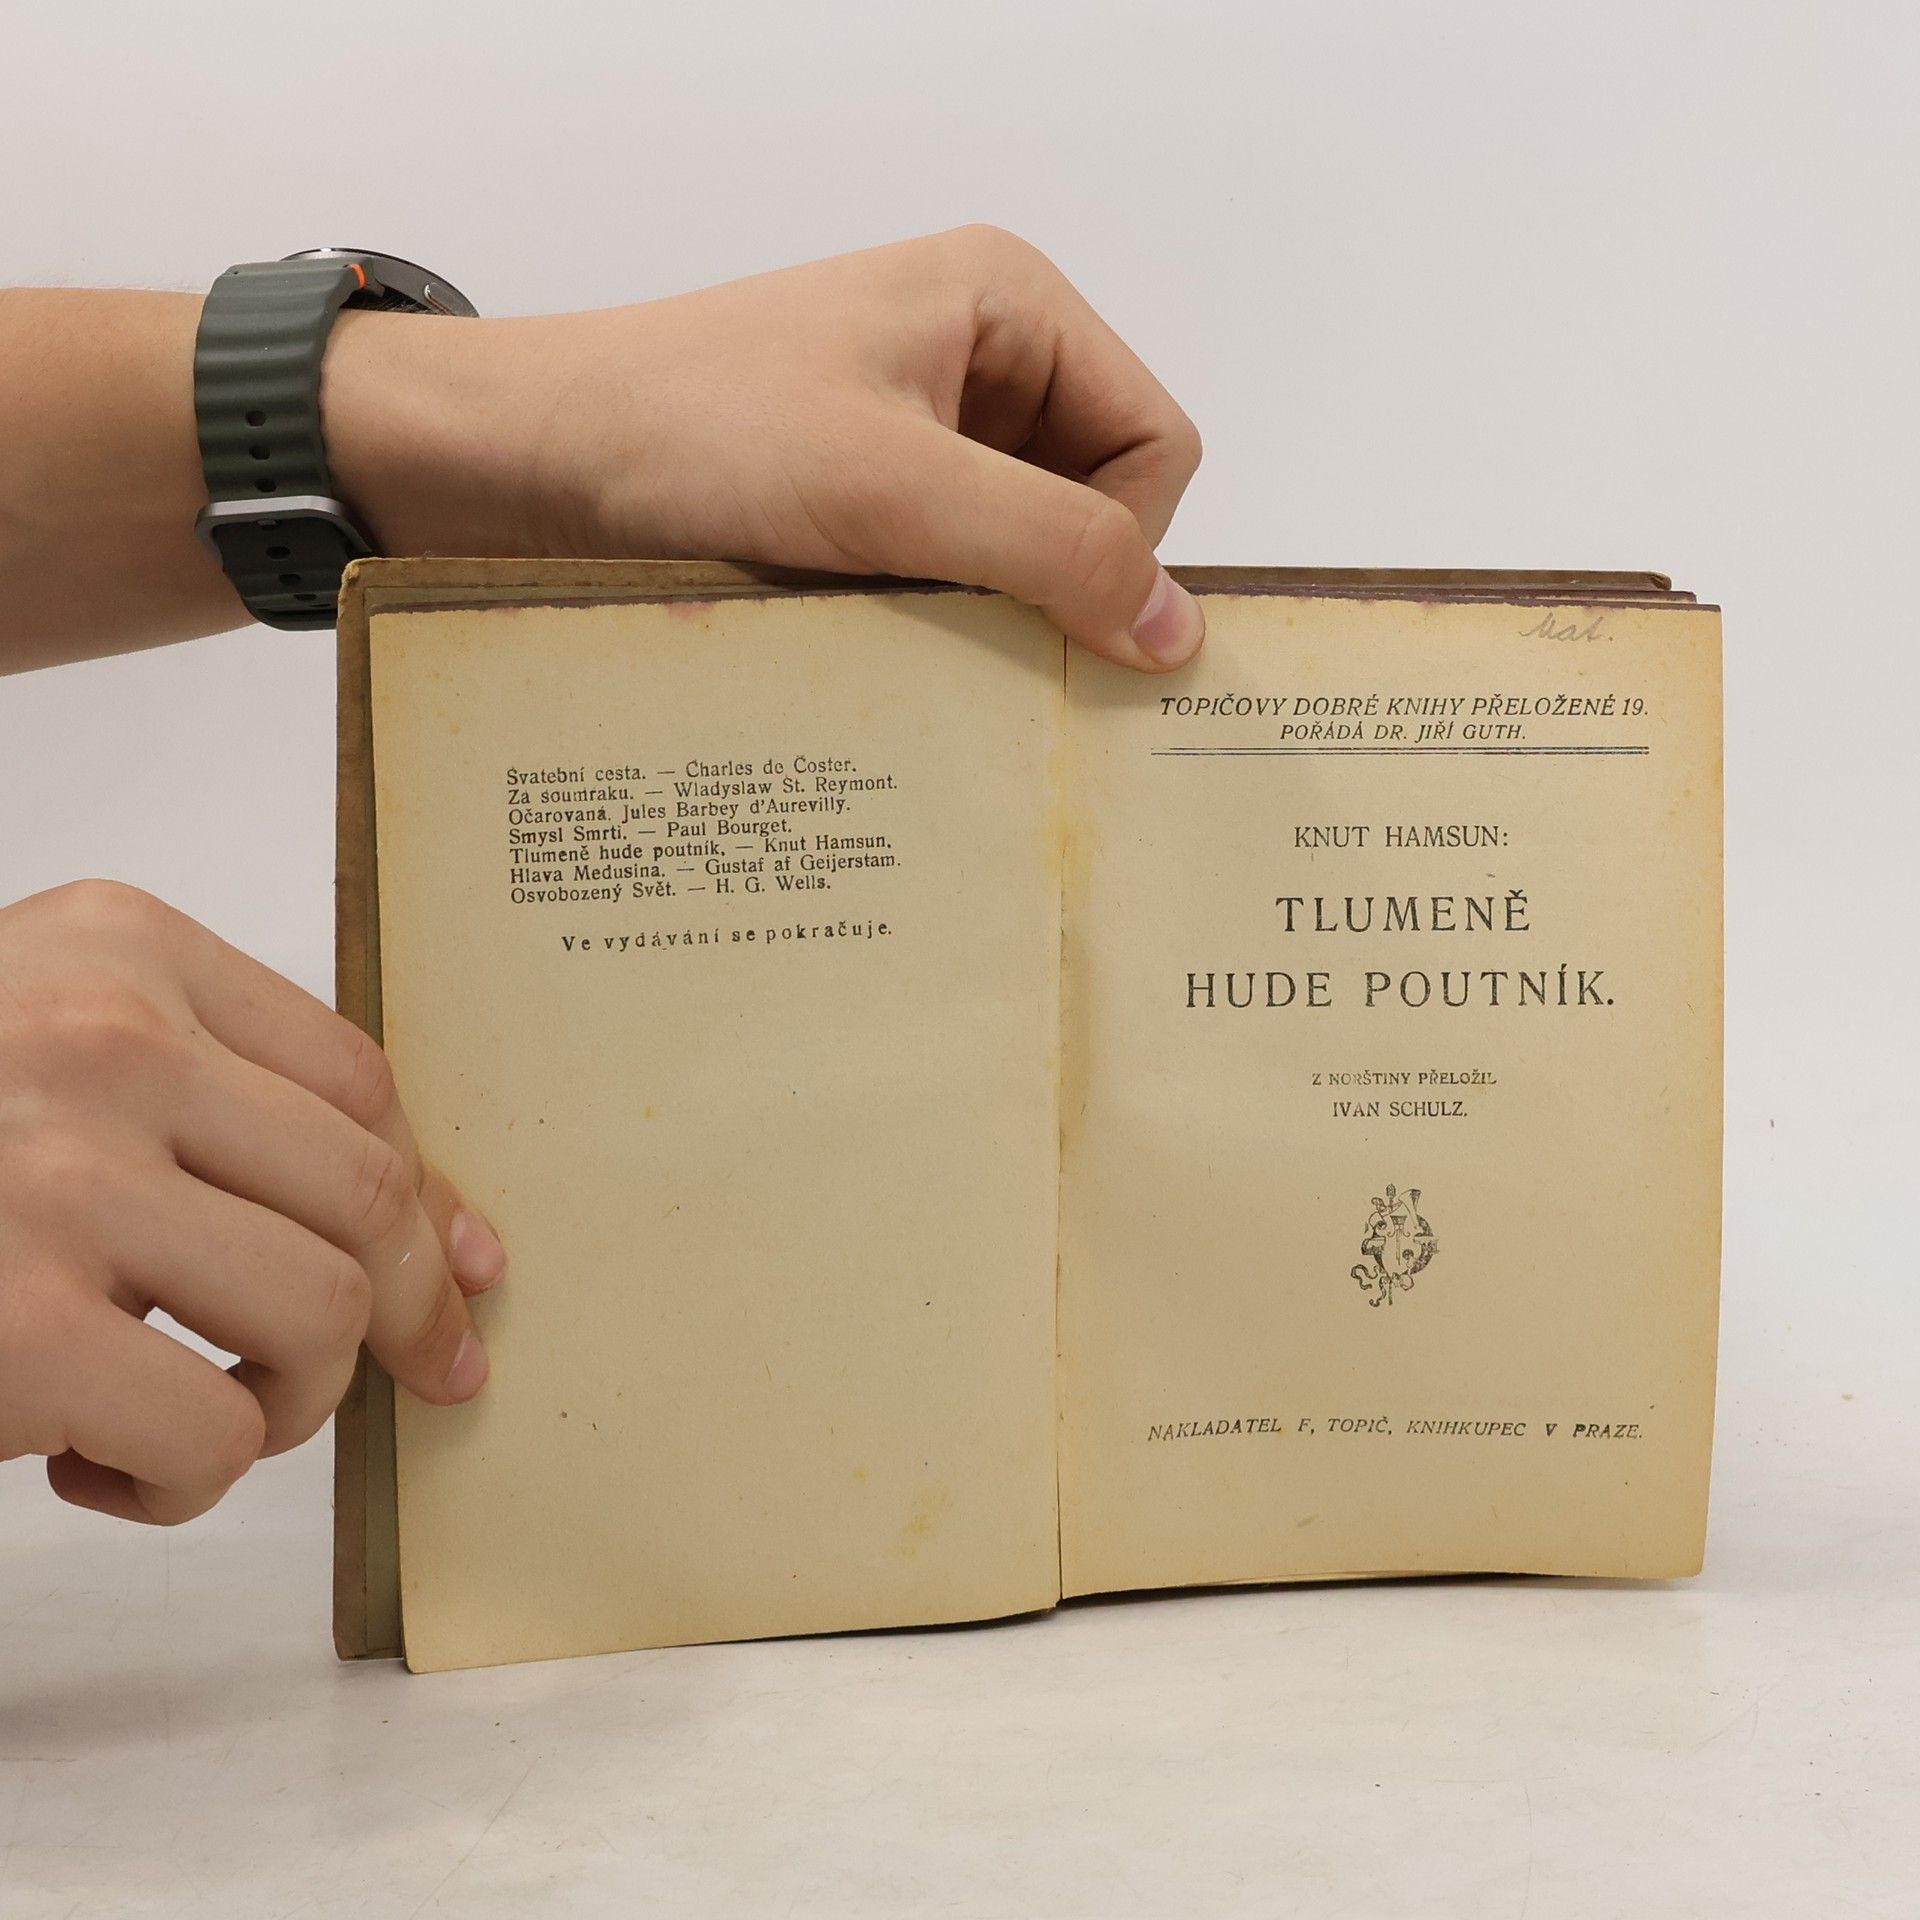 Svatební cesta. — Charles de Coster.
Za soumraku. — Wladyslaw St. Reymont.
Očarovaná. Jules Barbey d'Aurevilly.
Smysl Smrti. — Paul Bourget.
Tlumeně hude poutník. — Knut Hamsun.
Hlava Medusina. — Gustaf af Geijerstam.
Osvobozený Svět. — H. G. Wells.
Ve vydávání se pokračuje.
TOPIČOVY DOBRÉ KNIHY PŘELOŽENÉ 19.
POŘÁDÁ DR. JIŘÍ GUTH.
KNUT HAMSUN:
TLUMENĚ
HUDE POUTNÍK.
Z NORŠTINY PŘELOŽIL
IVAN SCHULZ.
NAKLADATEL F, TOPIČ, KNIHKUPEC V PRAZE.